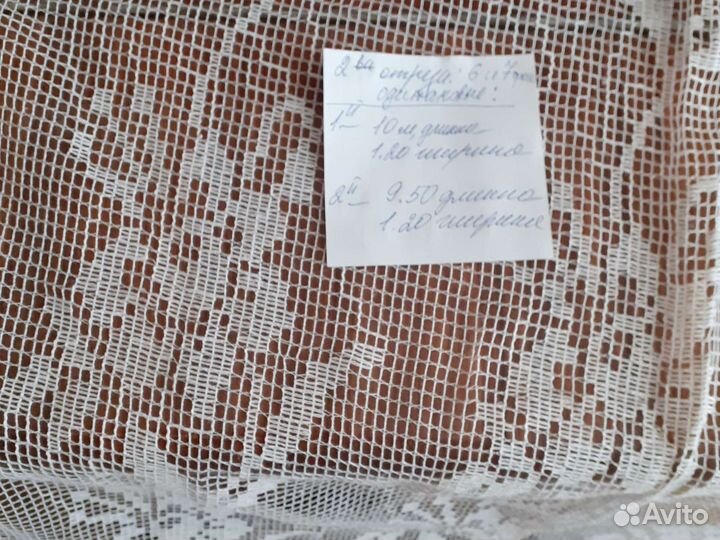 2ва отреза: 6 и 7
одинаковые:
1й – 10 м длина
1.20 ширина
2й – 9.50 длина
1.20 ширина
Avito